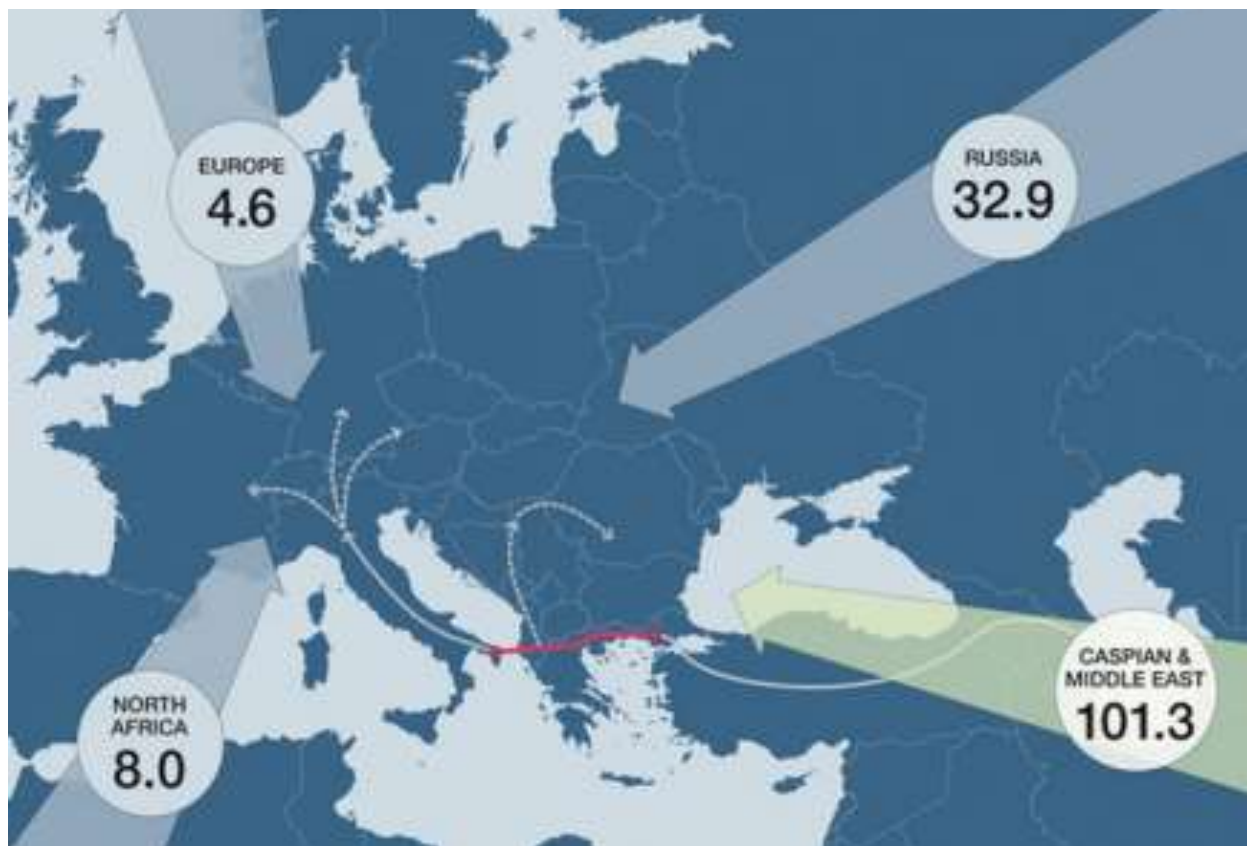 EUROPE
4.6
RUSSIA
32.9
NORTH
AFRICA
8.0
CASPIAN &
MIDDLE EAST
101.3